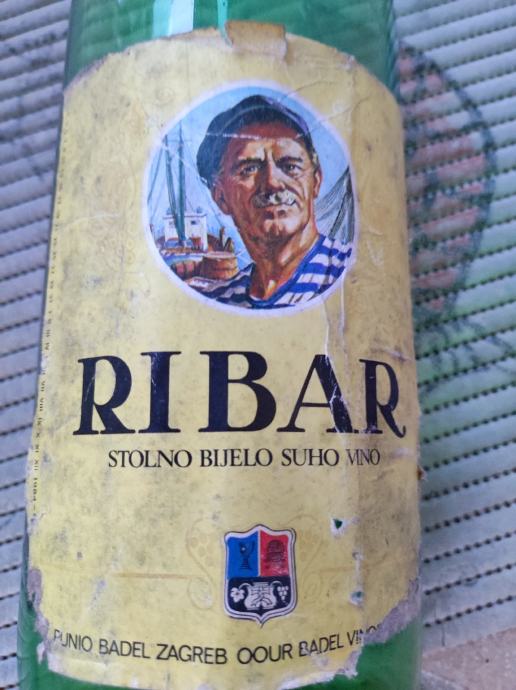 RIBAR
STOLNO BIJELO SUHO VINO
PUNIO BADEL ZAGREB OOUR BADEL